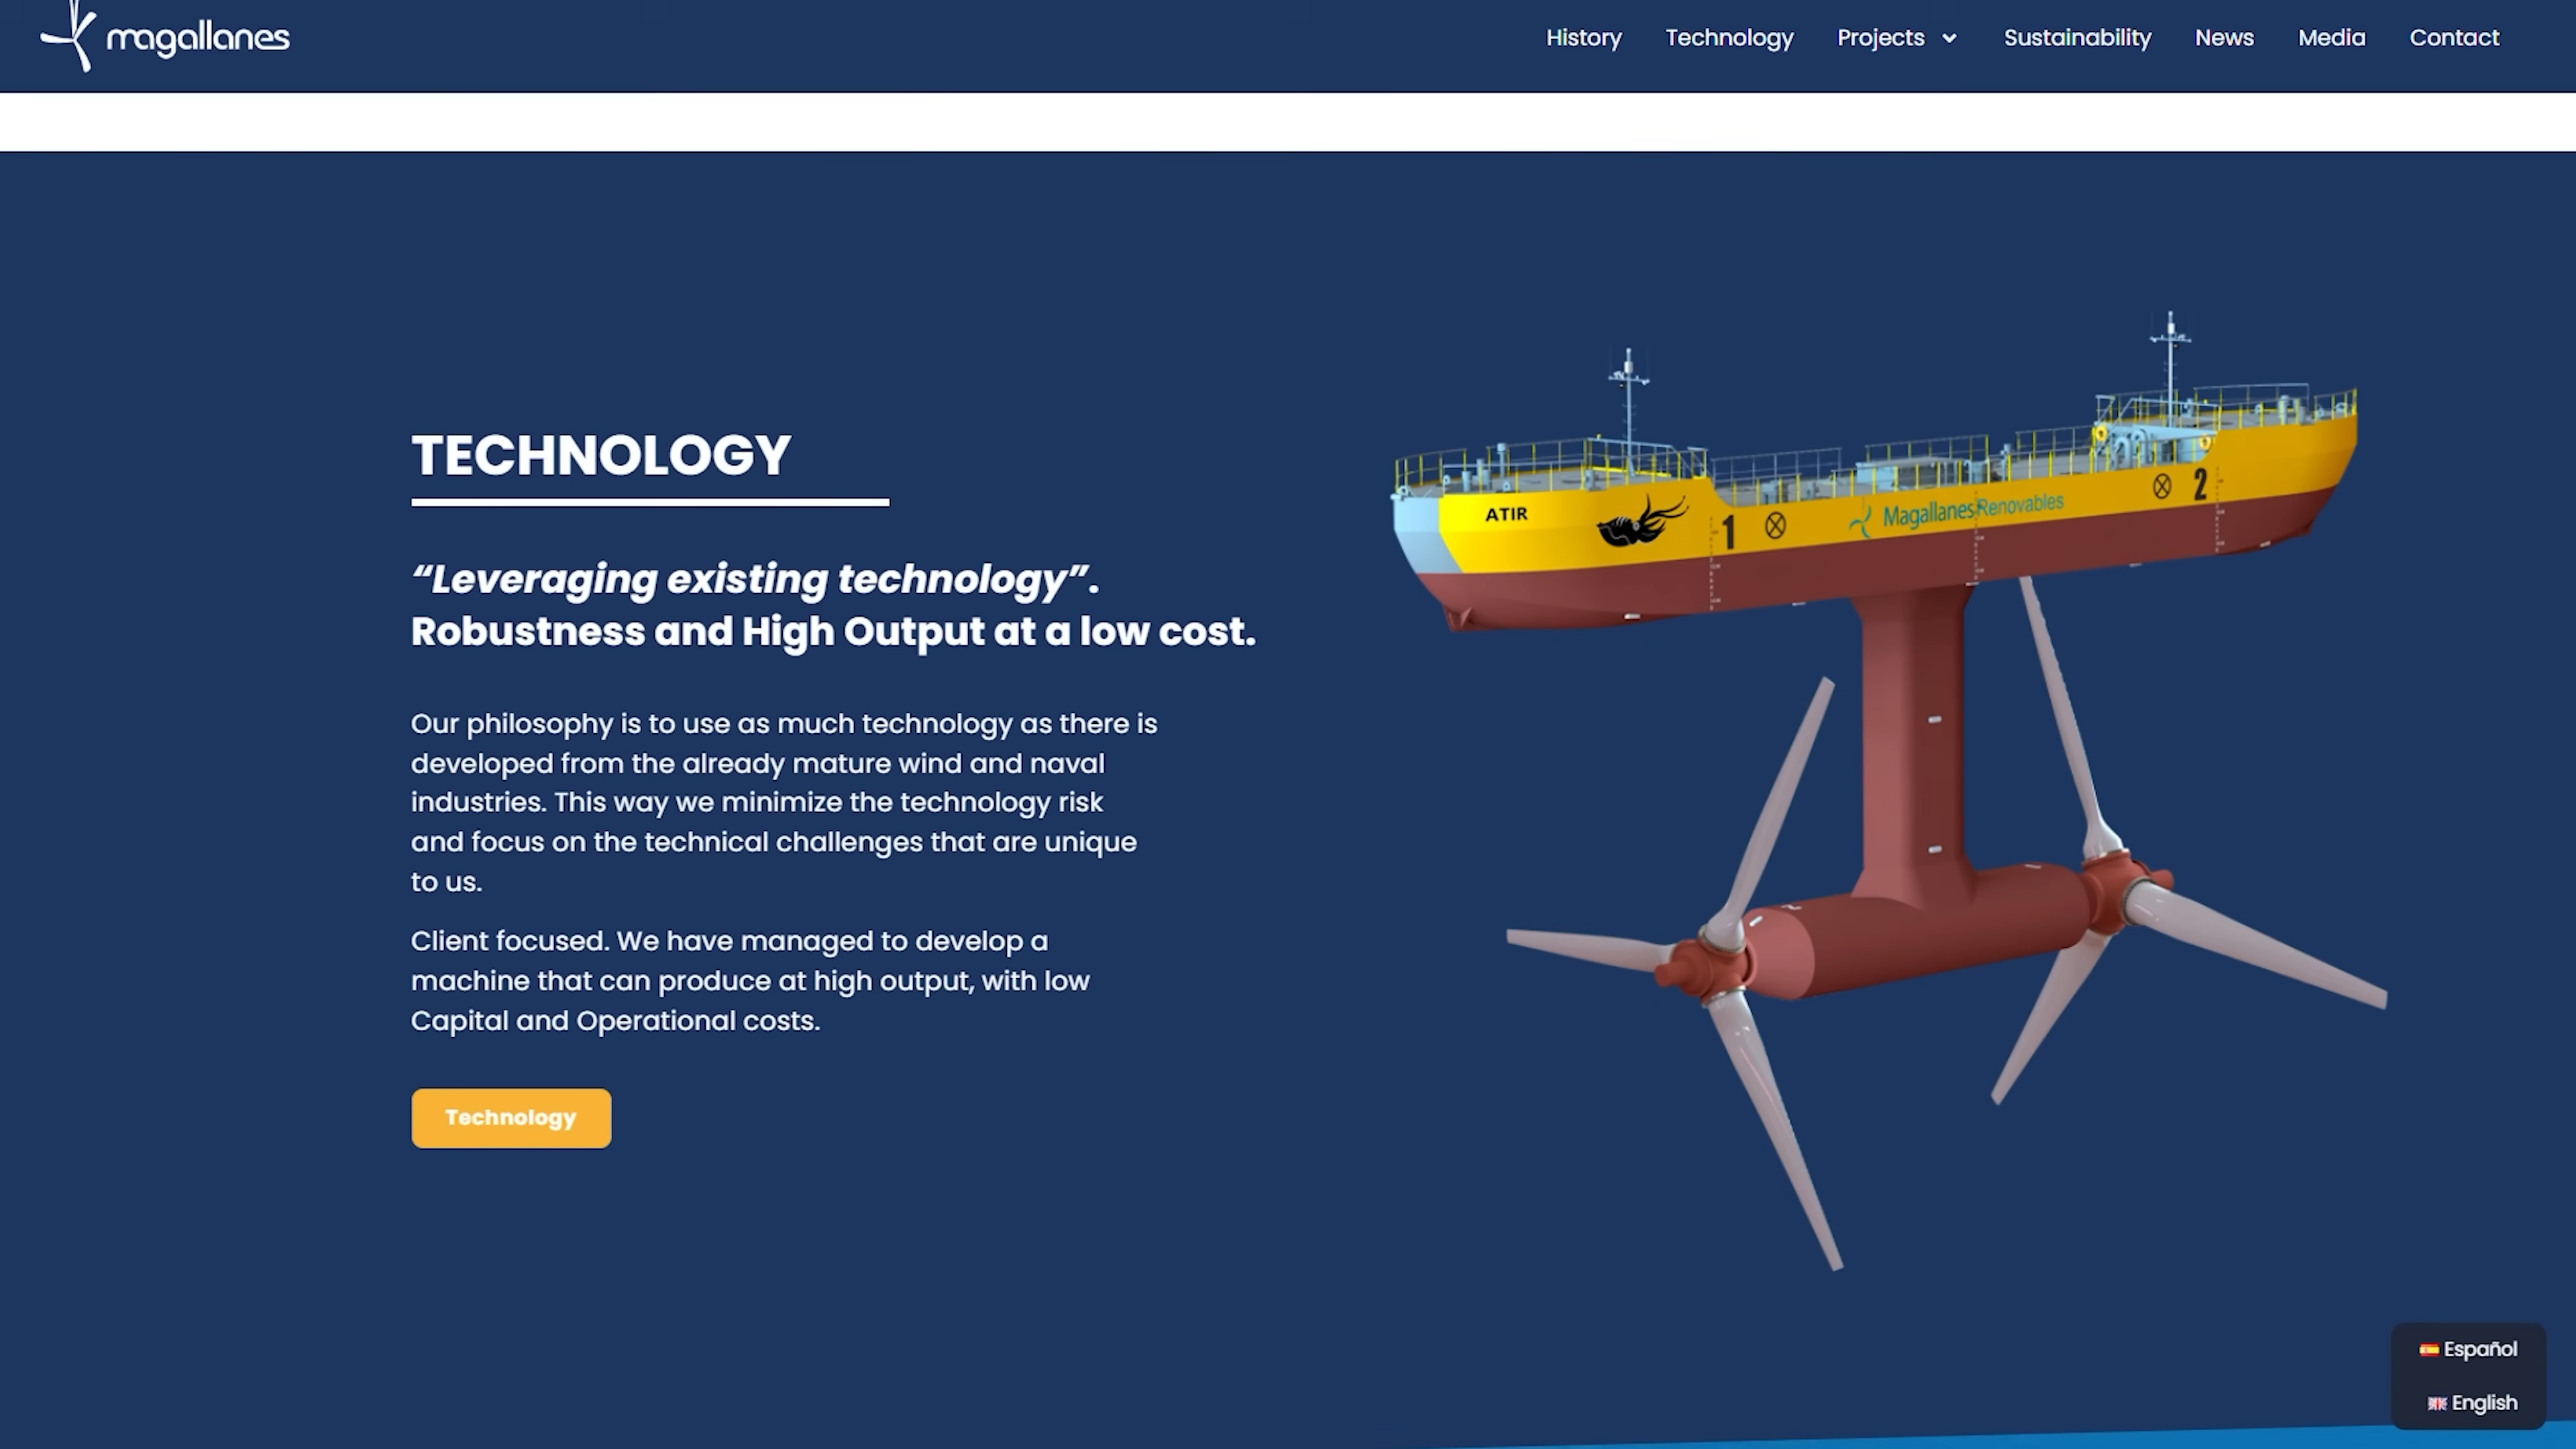 magallanes
History Technology Projects Sustainability News Media Contact
TECHNOLOGY
“Leveraging existing technology”.
Robustness and High Output at a low cost.
Our philosophy is to use as much technology as there is
developed from the already mature wind and naval
industries. This way we minimize the technology risk
and focus on the technical challenges that are unique
to us.
Client focused. We have managed to develop a
machine that can produce at high output, with low
Capital and Operational costs.
Technology
ATIR
1
Magallanes Renovables
2
Español
English